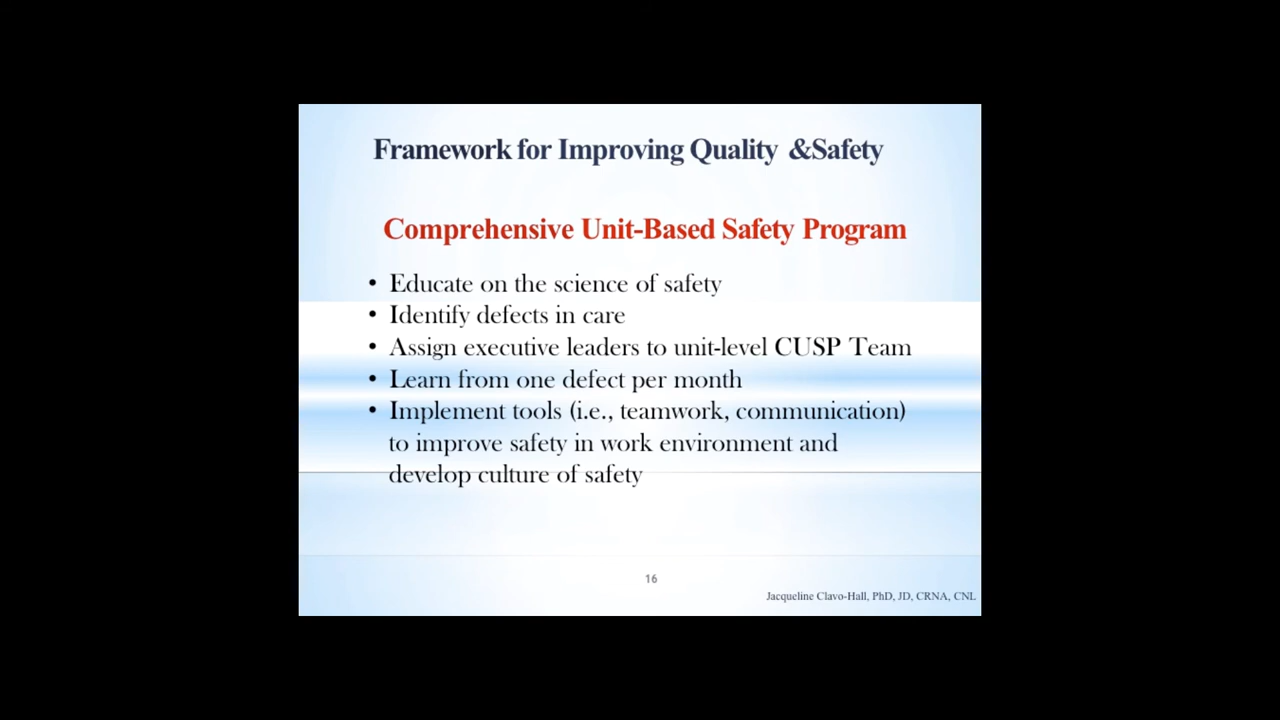 Framework for Improving Quality &Safety
Comprehensive Unit-Based Safety Program
• Educate on the science of safety
• Identify defects in care
• Assign executive leaders to unit-level CUSP Team
• Learn from one defect per month
• Implement tools (i.e., teamwork, communication)
to improve safety in work environment and
develop culture of safety
16
Jacqueline Clavo-Hall, PhD, JD, CRNA, CNL